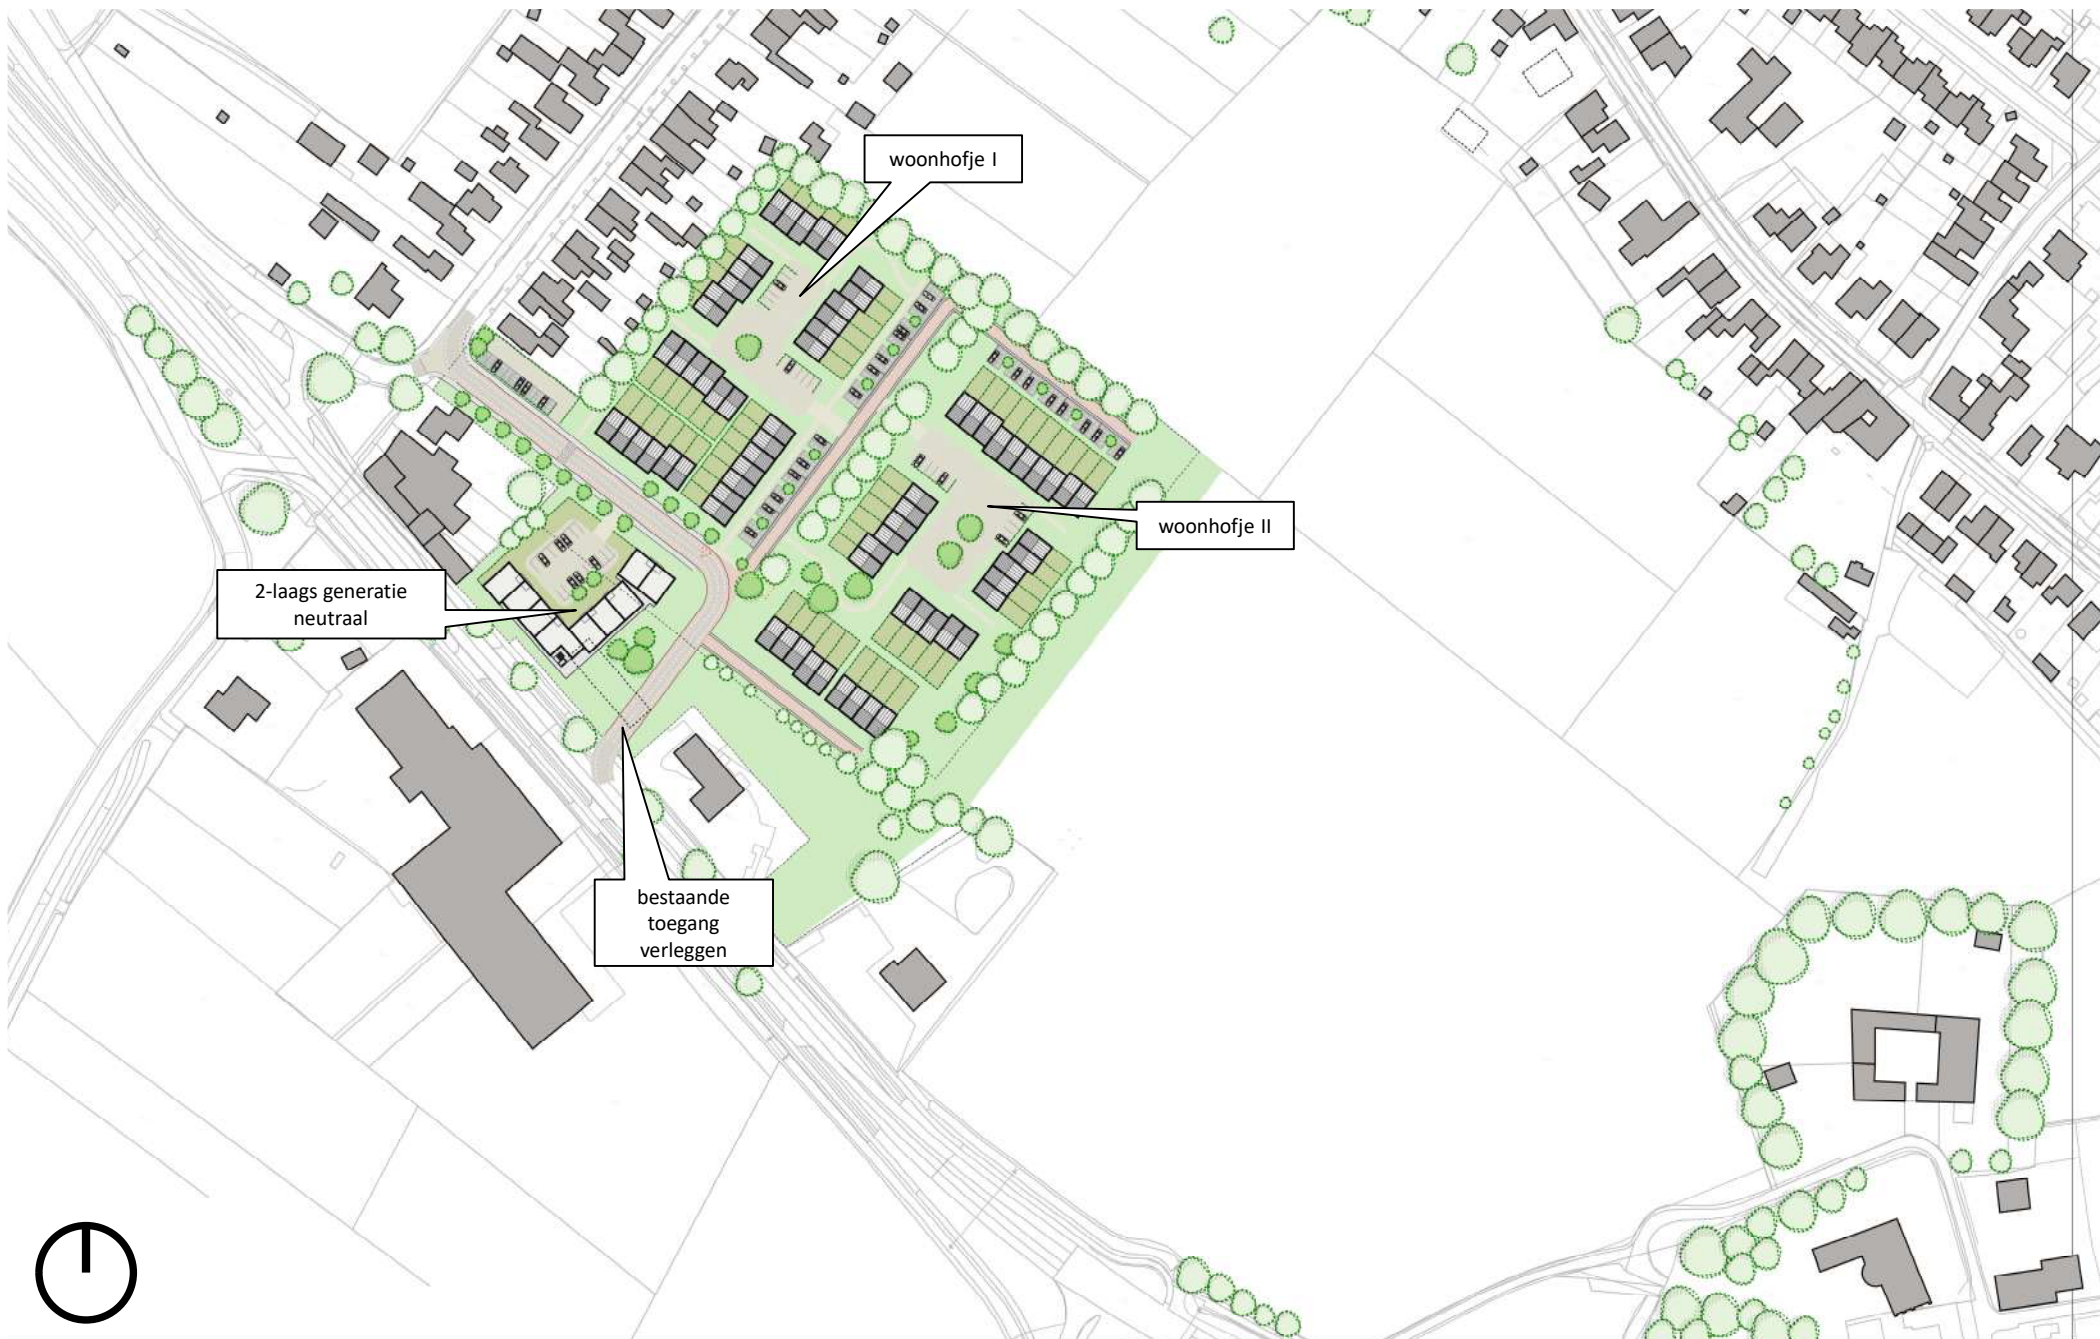 woonhofje I
woonhofje II
2-laags generatie
neutraal
bestaande
toegang
verleggen